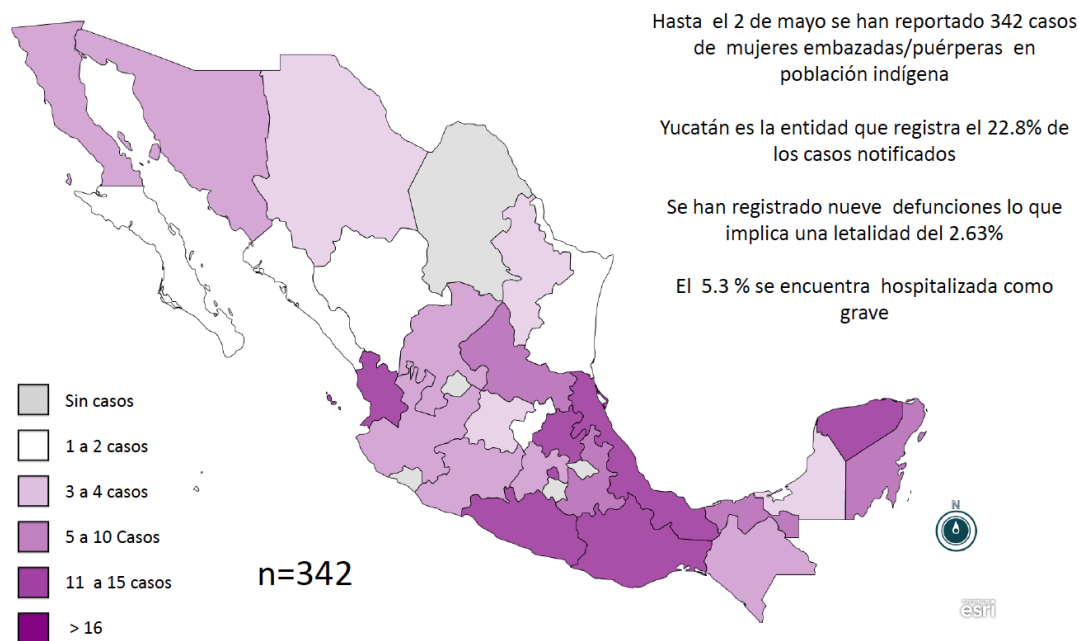 Hasta el 2 de mayo se han reportado 342 casos
de mujeres embazadas/puérperas en
población indígena
Yucatán es la entidad que registra el 22.8% de
los casos notificados
Se han registrado nueve defunciones lo que
implica una letalidad del 2.63%
El 5.3 % se encuentra hospitalizada como
grave
Sin casos
1 a 2 casos
3 a 4 casos
5 a 10 Casos
11 a 15 casos
> 16
n=342
N
esri